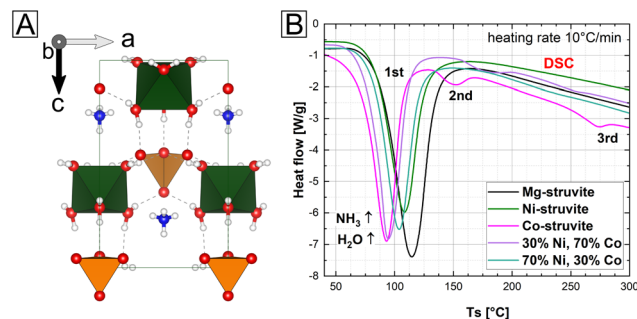 A
b
a
c
B
heating rate 10°C/min
DSC
1st
2nd
3rd
NH₃ ↑
H₂O ↑
Mg-struvite
Ni-struvite
Co-struvite
30% Ni, 70% Co
70% Ni, 30% Co
Heat flow [W/g]
1
0
-1
-2
-3
-4
-5
-6
-7
-8
50
100
150
200
250
300
Ts [°C]